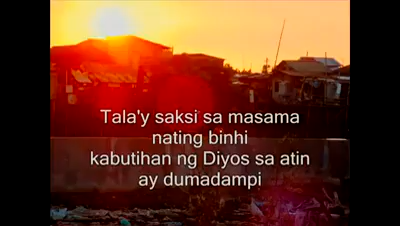 Tala'y saksi sa masama
nating binhi
kabutihan ng Diyos sa atin
ay dumadampi